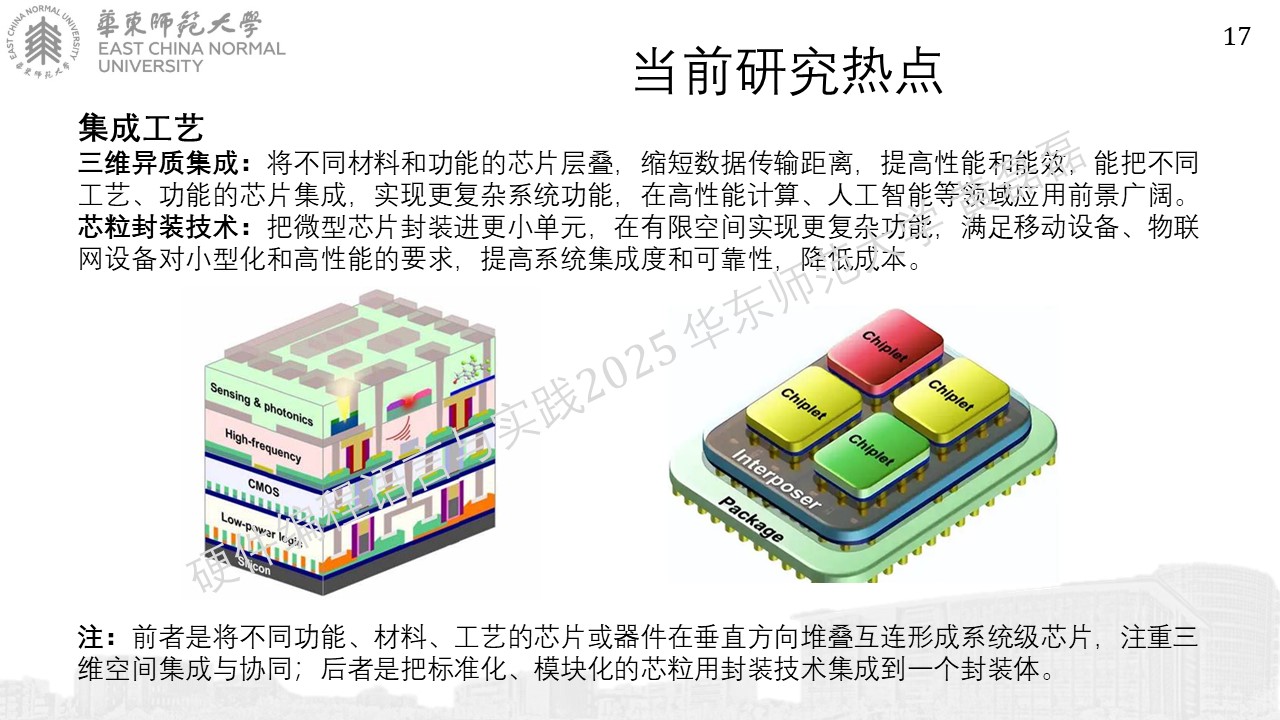 華東師範大學
EAST CHINA NORMAL
UNIVERSITY
17
当前研究热点
集成工艺
三维异质集成：将不同材料和功能的芯片层叠，缩短数据传输距离，提高性能和能效，能把不同
工艺、功能的芯片集成，实现更复杂系统功能，在高性能计算、人工智能等领域应用前景广阔。
芯粒封装技术：把微型芯片封装进更小单元，在有限空间实现更复杂功能，满足移动设备、物联
网设备对小型化和高性能的要求，提高系统集成度和可靠性，降低成本。
Sensing & photonics
High-frequency
CMOS
Low-power logic
Silicon
Chiplet
Chiplet
Chiplet
Chiplet
Interposer
Package
硬件编程语言与实践2025 华东师范大学 黄磊磊
注：前者是将不同功能、材料、工艺的芯片或器件在垂直方向堆叠互连形成系统级芯片，注重三
维空间集成与协同；后者是把标准化、模块化的芯粒用封装技术集成到一个封装体。